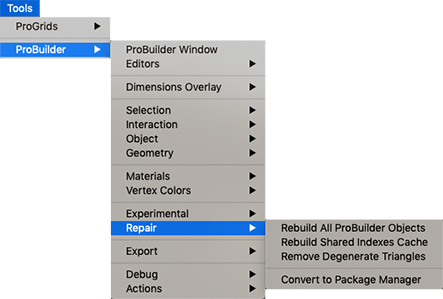 Tools
ProGrids
ProBuilder
ProBuilder Window
Editors
Dimensions Overlay
Selection
Interaction
Object
Geometry
Materials
Vertex Colors
Experimental
Repair
Export
Debug
Actions
Rebuild All ProBuilder Objects
Rebuild Shared Indexes Cache
Remove Degenerate Triangles
Convert to Package Manager